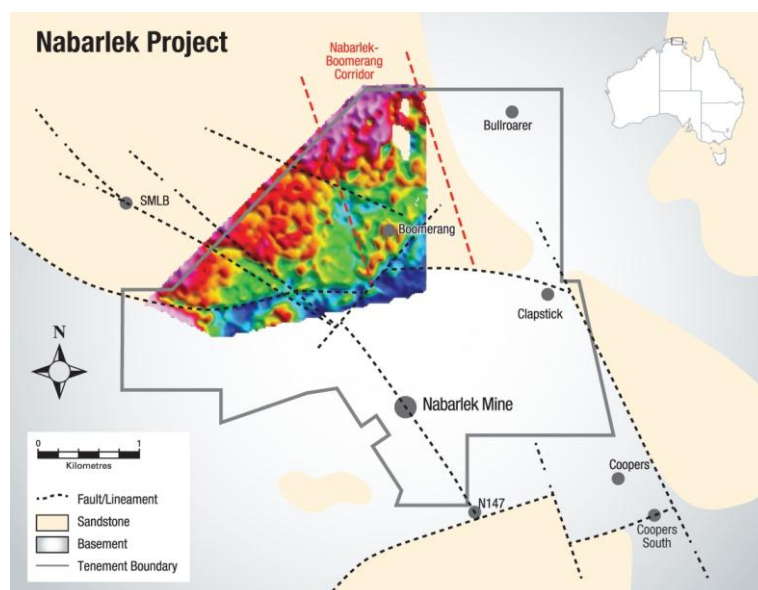 Nabarlek Project
Nabarlek-
Boomerang
Corridor
Bullroarer
SMLB
Boomerang
Clapstick
N
Nabarlek Mine
0 1
Kilometres
Coopers
Fault/Lineament
N147
Sandstone
Coopers
South
Basement
Tenement Boundary